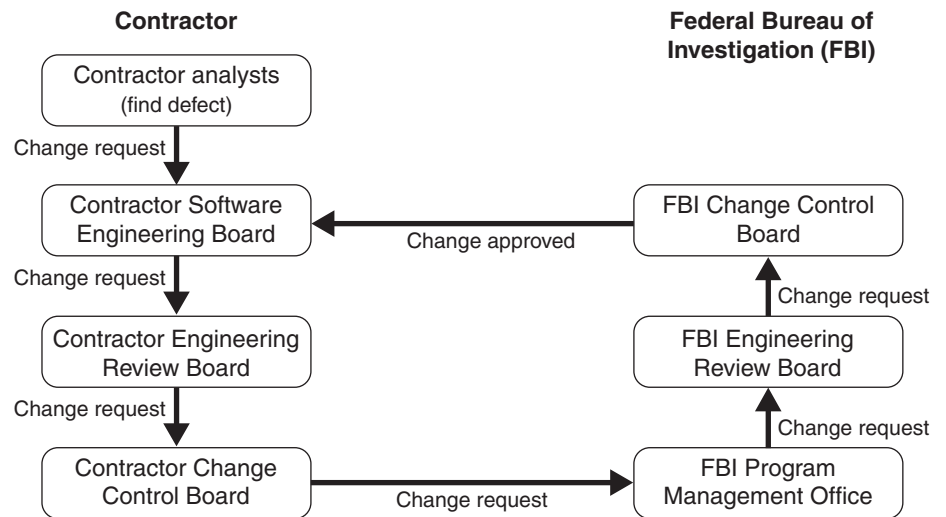 Contractor
Federal Bureau of
Investigation (FBI)
Contractor analysts
(find defect)
Change request
Contractor Software
Engineering Board
FBI Change Control
Board
Change approved
Change request
Change request
Contractor Engineering
Review Board
FBI Engineering
Review Board
Change request
Change request
Contractor Change
Control Board
FBI Program
Management Office
Change request